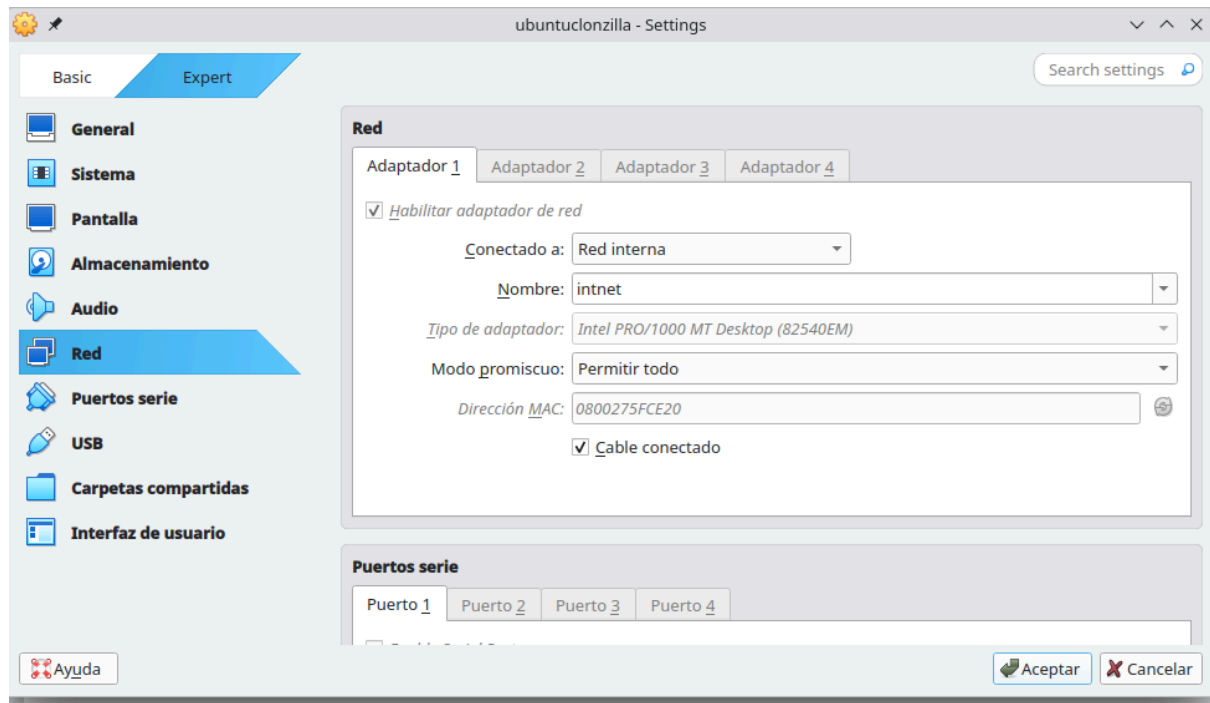 ubuntuclonzilla - Settings
Basic
Expert
Search settings
General
Sistema
Pantalla
Almacenamiento
Audio
Red
Puertos serie
USB
Carpetas compartidas
Interfaz de usuario
Red
Adaptador 1
Adaptador 2
Adaptador 3
Adaptador 4
Habilitar adaptador de red
Conectado a: Red interna
Nombre: intnet
Tipo de adaptador: Intel PRO/1000 MT Desktop (82540EM)
Modo promiscuo: Permitir todo
Dirección MAC: 0800275FCE20
Cable conectado
Puertos serie
Puerto 1
Puerto 2
Puerto 3
Puerto 4
Ayuda
Aceptar
Cancelar